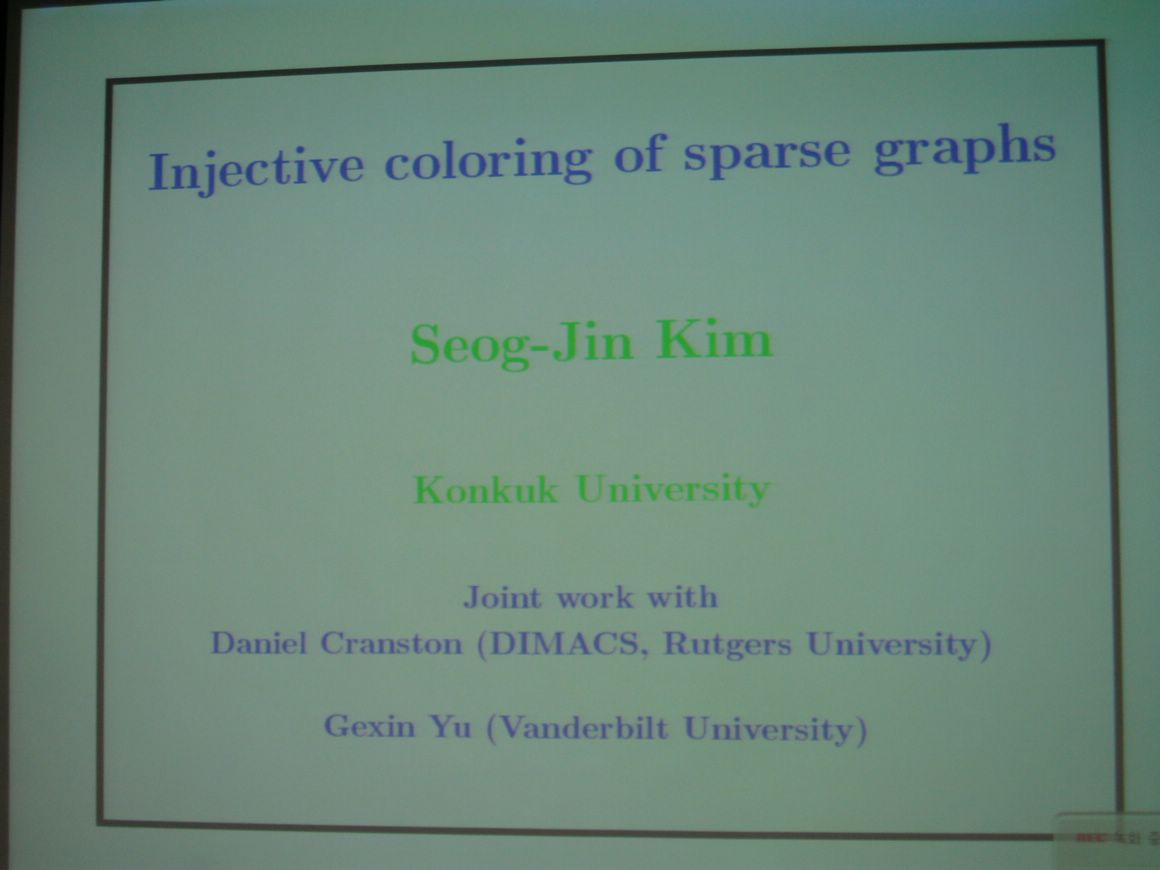 Injective coloring of sparse graphs
Seog-Jin Kim
Konkuk University
Joint work with
Daniel Cranston (DIMACS, Rutgers University)
Gexin Yu (Vanderbilt University)
REC